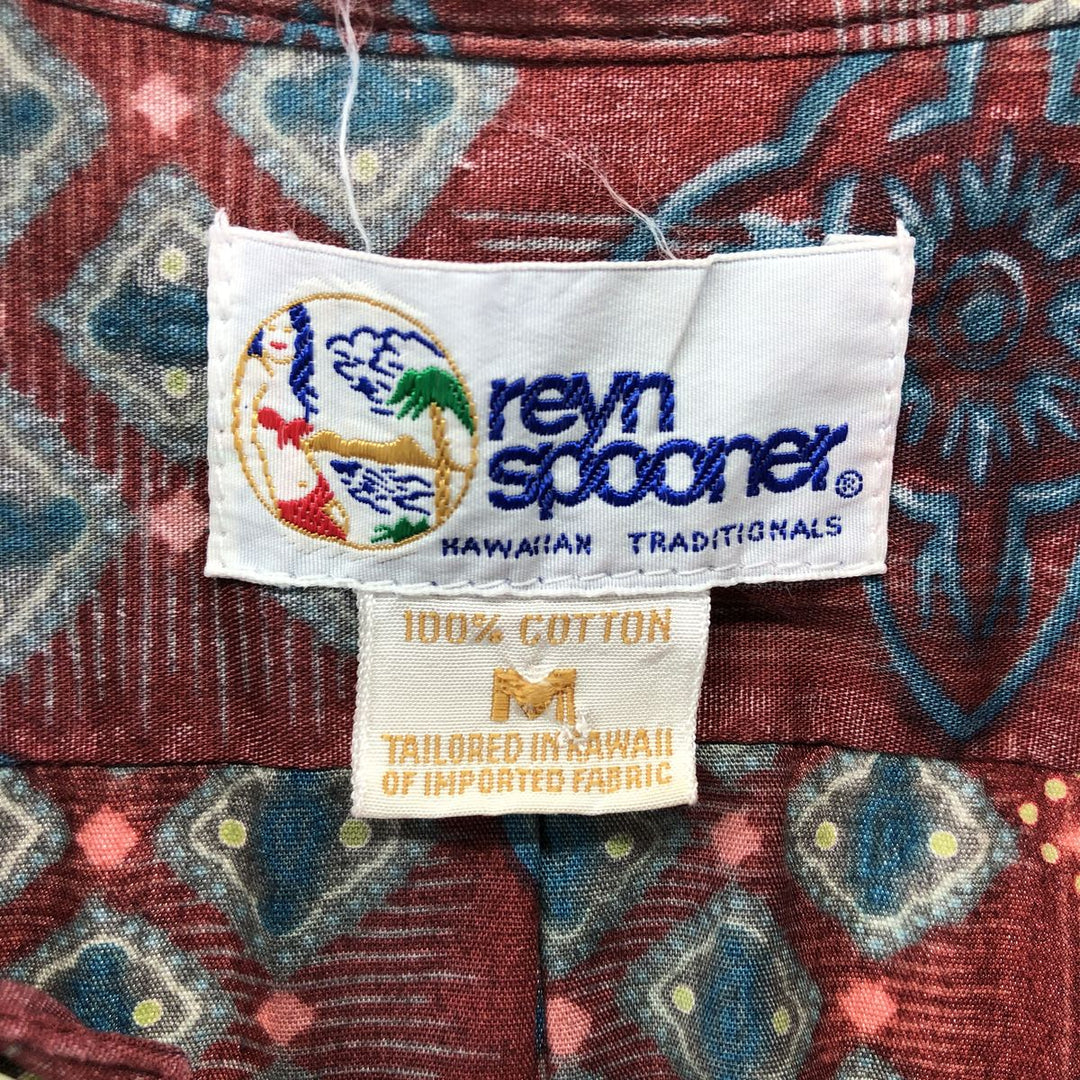 reyn
spooner®
HAWAIIAN TRADITIONALS
100% COTTON
M
TAILORED IN HAWAII
OF IMPORTED FABRIC